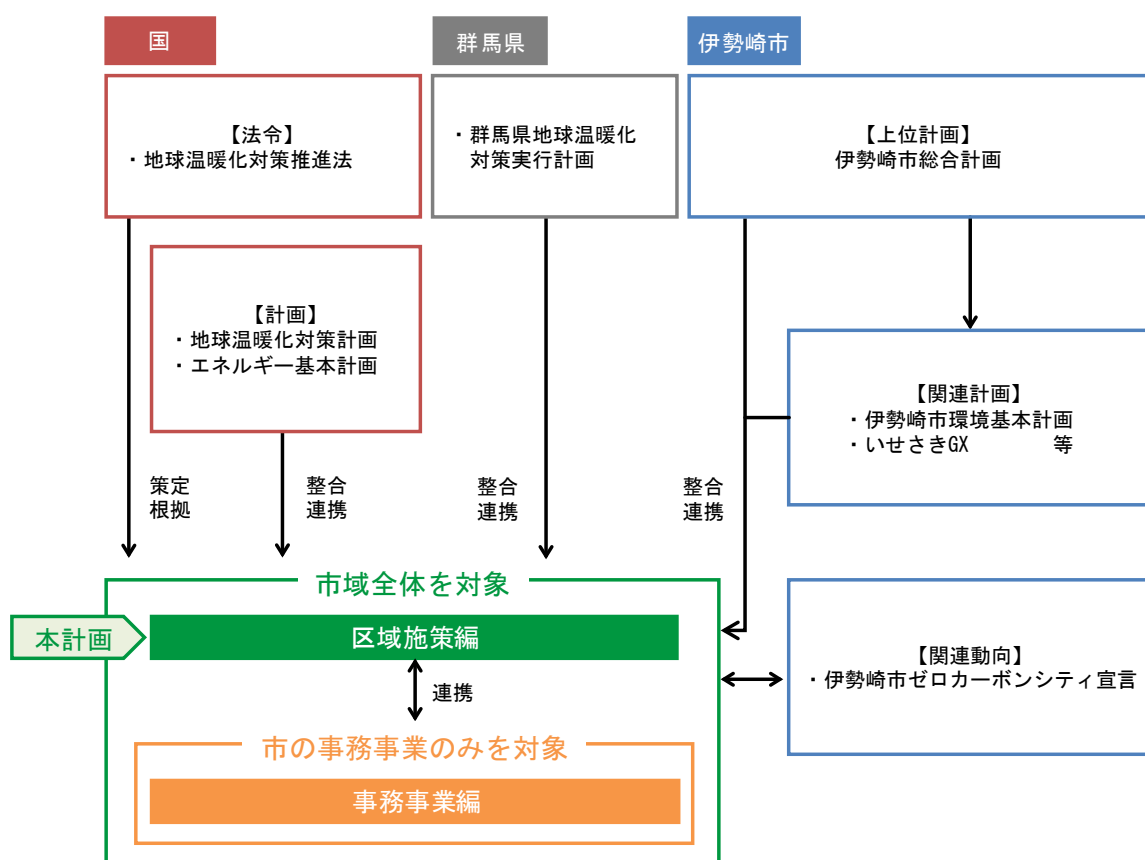 国
群馬県
伊勢崎市
【法令】
・地球温暖化対策推進法
・群馬県地球温暖化
対策実行計画
【上位計画】
伊勢崎市総合計画
【計画】
・地球温暖化対策計画
・エネルギー基本計画
【関連計画】
・伊勢崎市環境基本計画
・いせさきGX 等
策定
根拠
整合
連携
整合
連携
整合
連携
市域全体を対象
本計画
区域施策編
連携
【関連動向】
・伊勢崎市ゼロカーボンシティ宣言
市の事務事業のみを対象
事務事業編